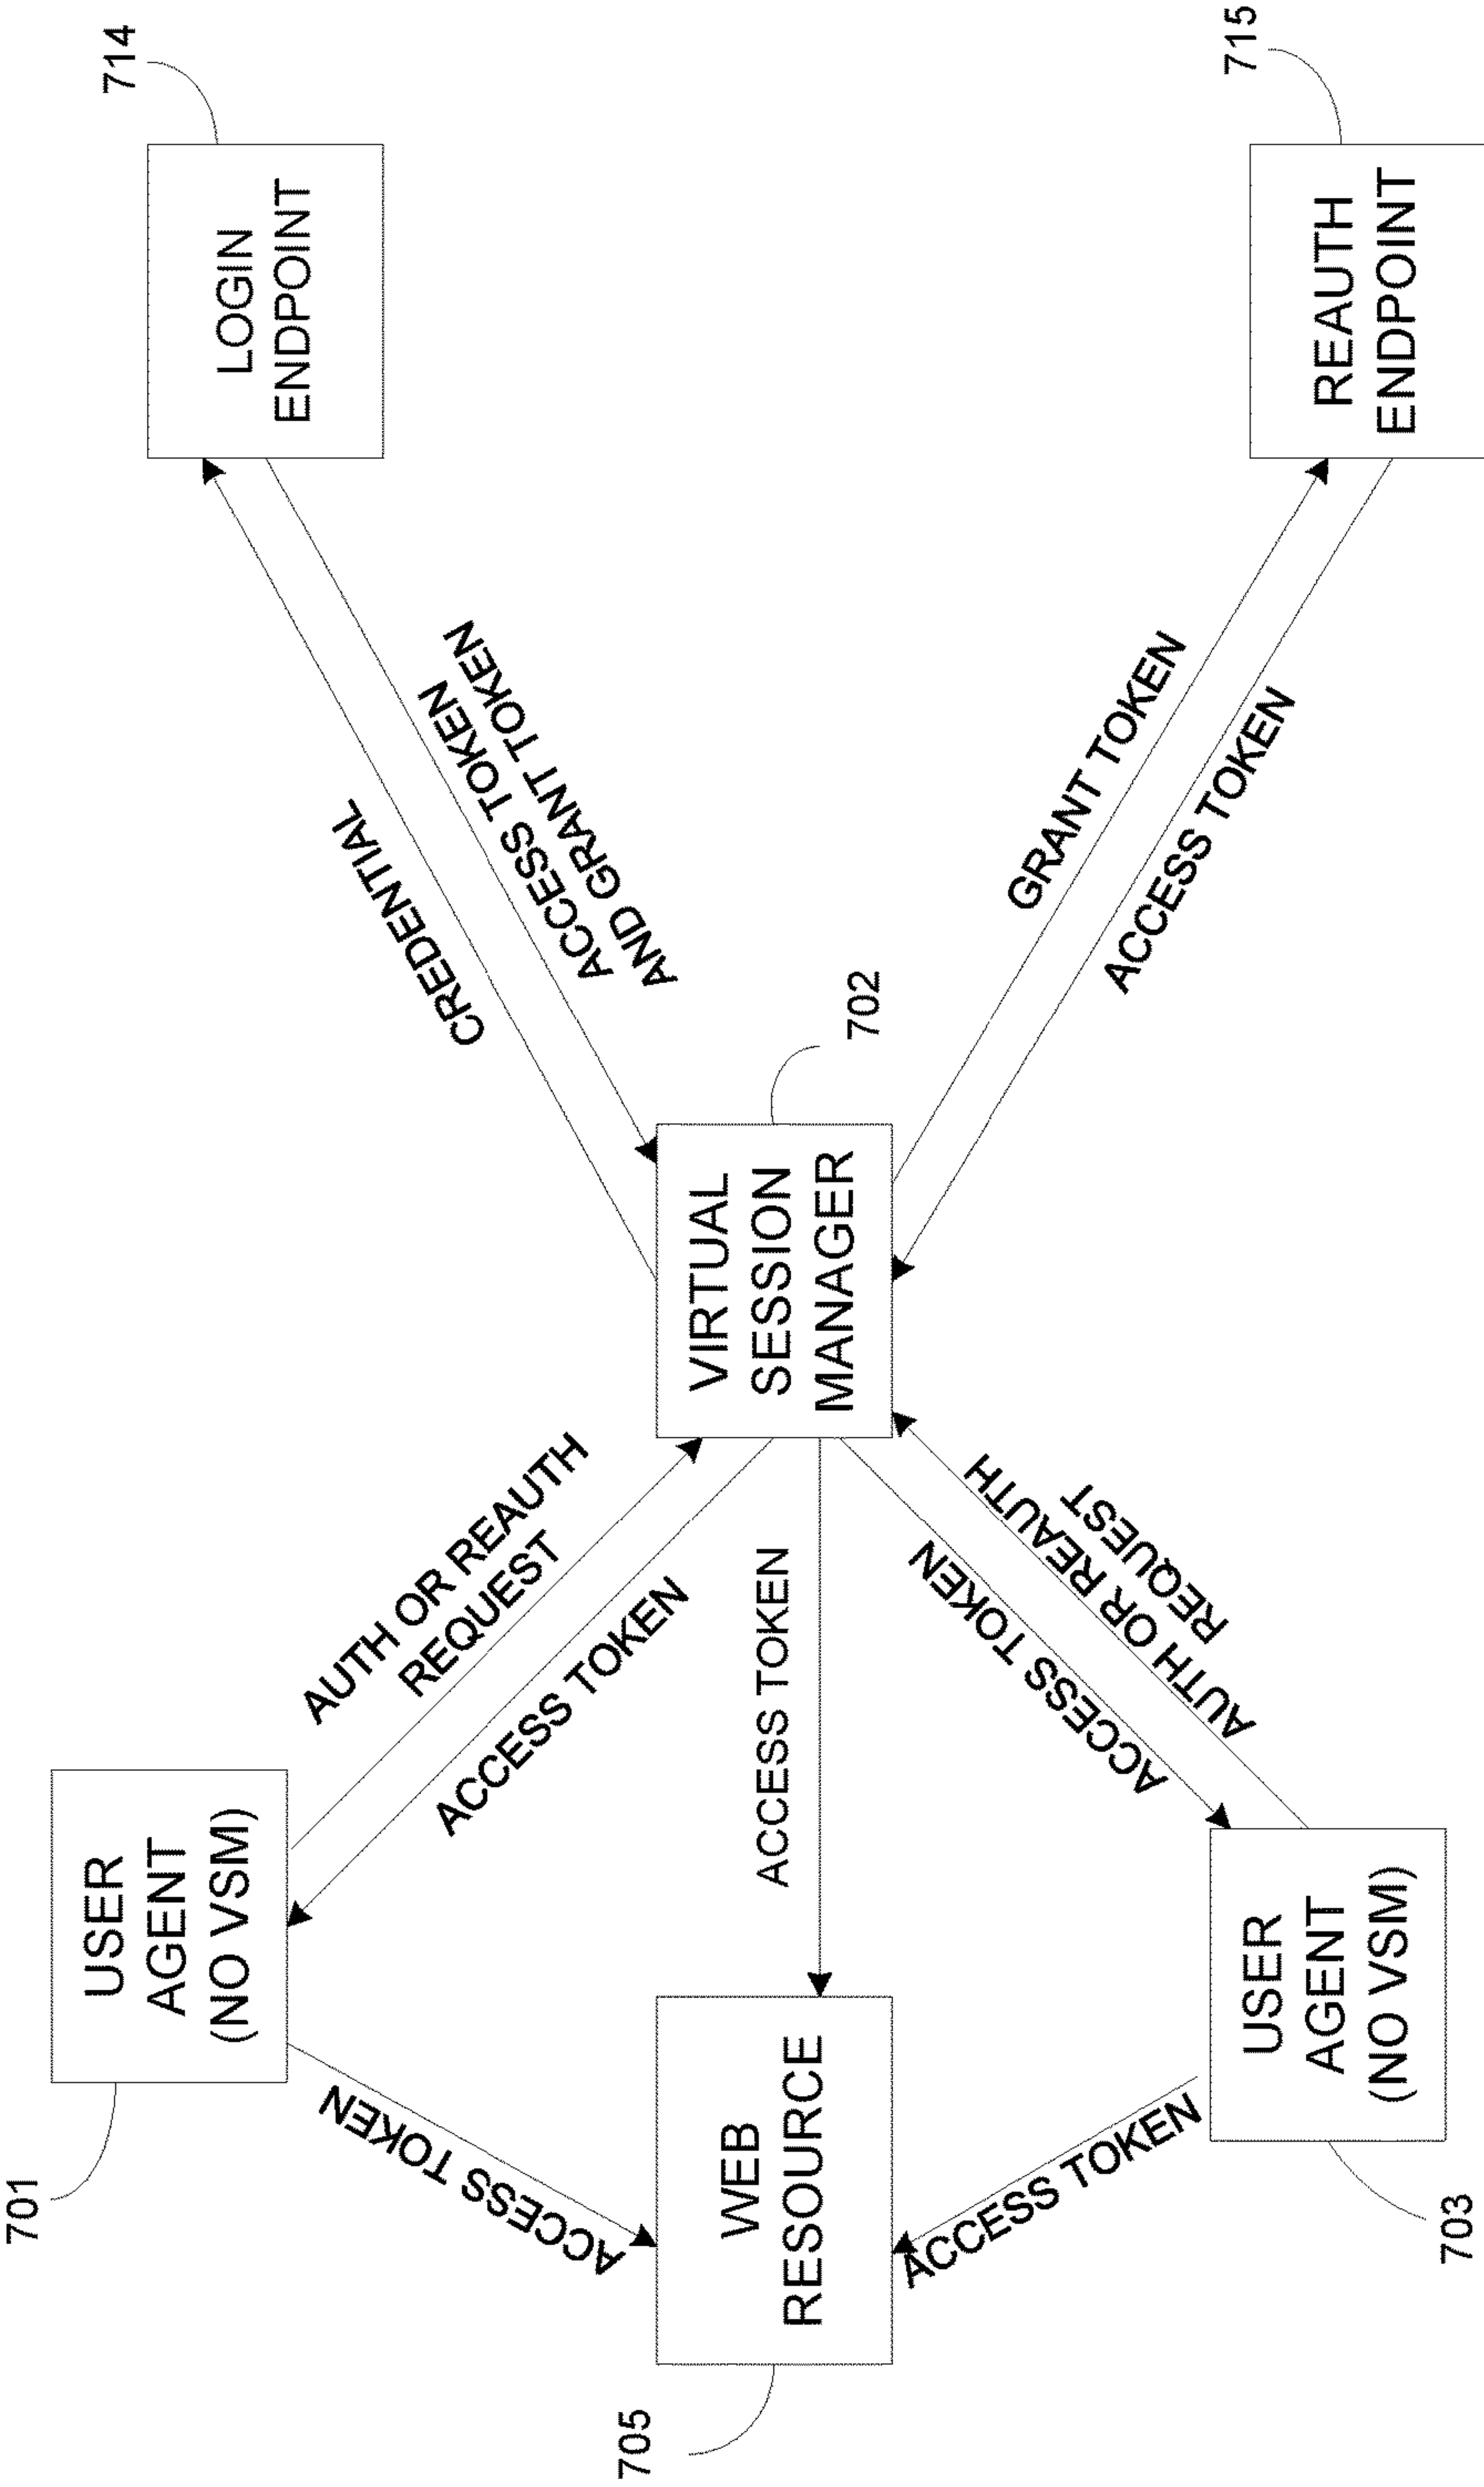 701
USER
AGENT
(NO VSM)
AUTH OR REAUTH
REQUEST
ACCESS TOKEN
ACCESS TOKEN
CREDENTIAL
ACCESS TOKEN
AND GRANT TOKEN
LOGIN
ENDPOINT
714
705
WEB
RESOURCE
ACCESS TOKEN
VIRTUAL
SESSION
MANAGER
702
ACCESS TOKEN
703
USER
AGENT
(NO VSM)
ACCESS TOKEN
AUTH OR REAUTH
REQUEST
GRANT TOKEN
ACCESS TOKEN
REAUTH
ENDPOINT
715